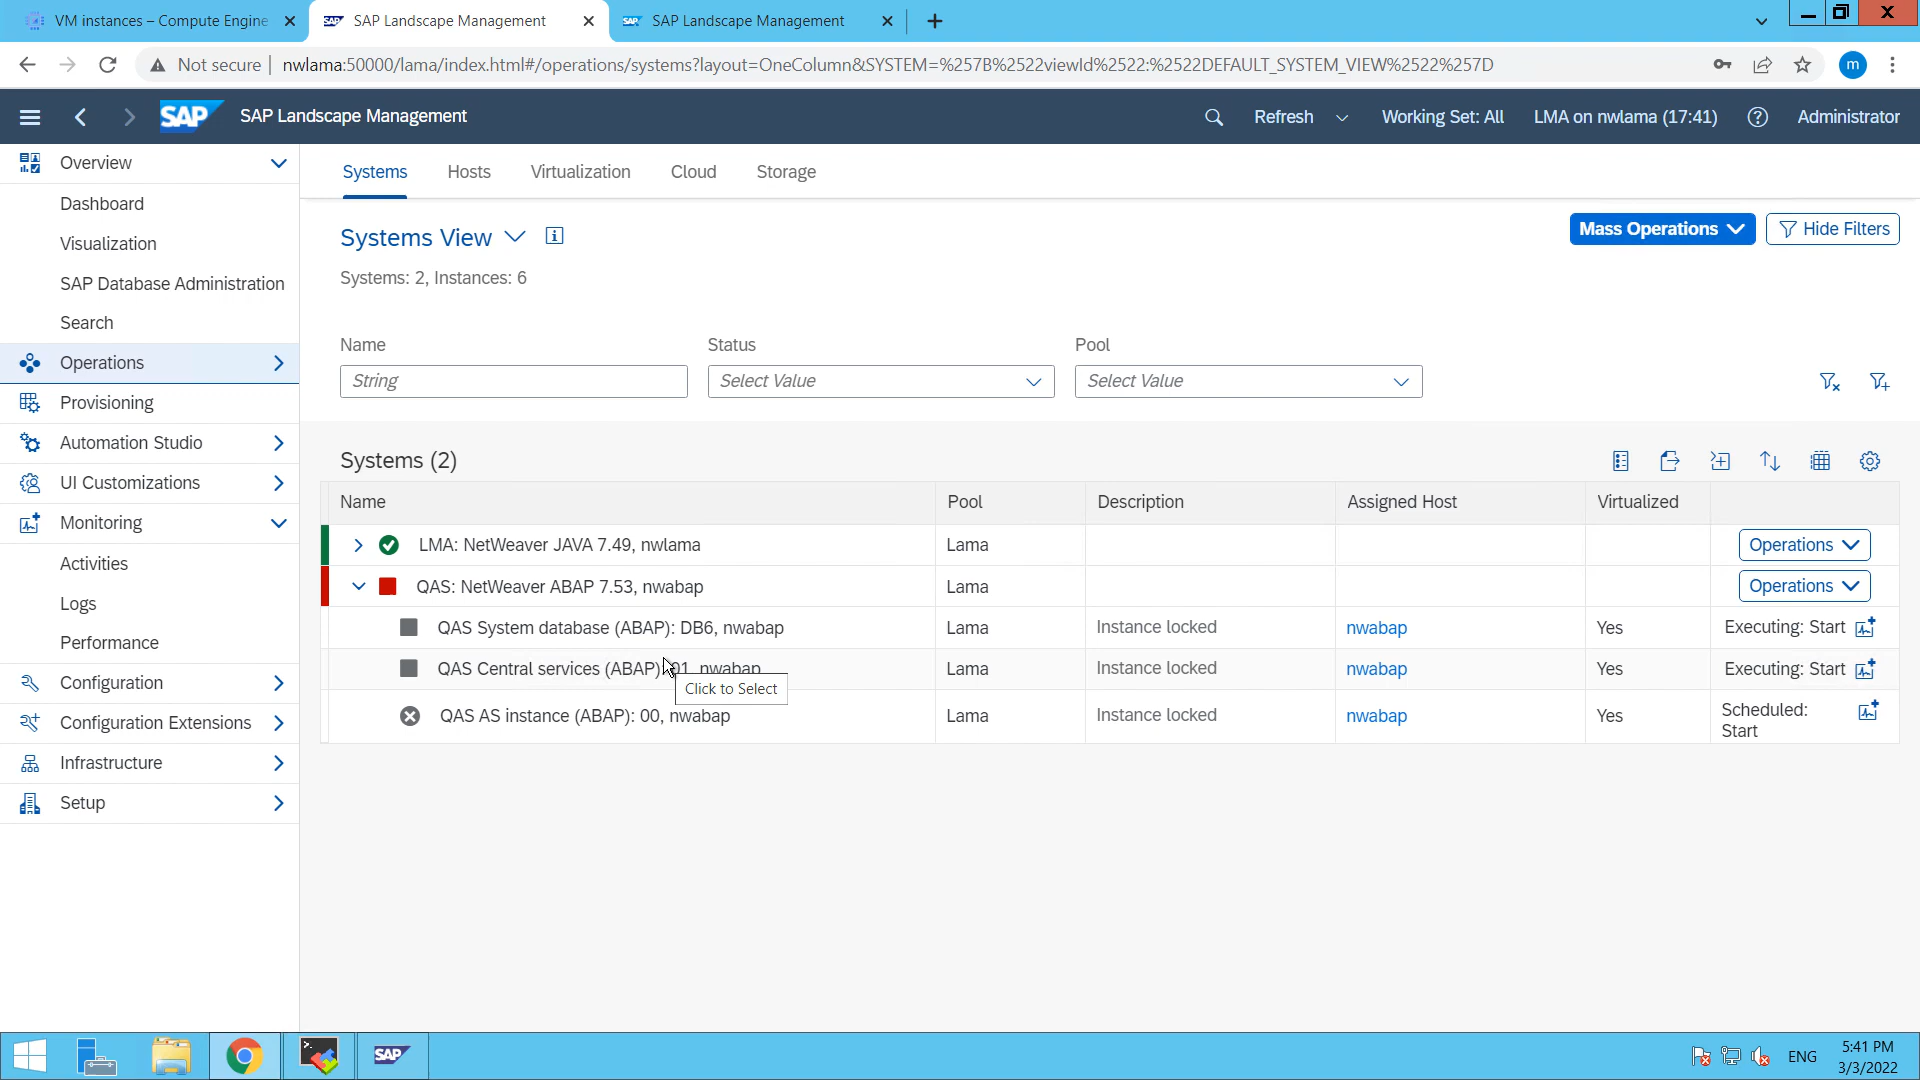 VM instances – Compute Engine
SAP Landscape Management
SAP Landscape Management
Not secure
nwlama:50000/lama/index.html#/operations/systems?layout=OneColumn&SYSTEM=%257B%2522viewId%2522:%2522DEFAULT_SYSTEM_VIEW%2522%257D
m
SAP
SAP Landscape Management
Refresh
Working Set: All
LMA on nwlama (17:41)
Administrator
Overview
Dashboard
Visualization
SAP Database Administration
Search
Operations
Provisioning
Automation Studio
UI Customizations
Monitoring
Activities
Logs
Performance
Configuration
Configuration Extensions
Infrastructure
Setup
Systems Hosts Virtualization Cloud Storage
Systems View
Mass Operations
Hide Filters
Systems: 2, Instances: 6
Name Status Pool
String Select Value Select Value
Systems (2)
Name Pool Description Assigned Host Virtualized
LMA: NetWeaver JAVA 7.49, nwlama Lama Operations
QAS: NetWeaver ABAP 7.53, nwabap Lama Operations
QAS System database (ABAP): DB6, nwabap Lama Instance locked nwabap Yes Executing: Start
QAS Central services (ABAP): 01, nwabap Lama Instance locked nwabap Yes Executing: Start
Click to Select
QAS AS instance (ABAP): 00, nwabap Lama Instance locked nwabap Yes Scheduled:
Start
SAP
ENG
5:41 PM
3/3/2022